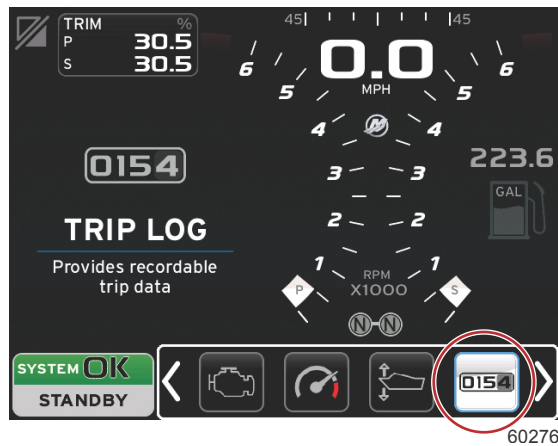 TRIM %
P 30.5
S 30.5
45 45
0.0
MPH
6 6
5 5
4 4
3 3
2 2
1 1
RPM
X1000
P S
N N
223.6
GAL
0154
TRIP LOG
Provides recordable
trip data
SYSTEM OK
STANDBY
0154
60276